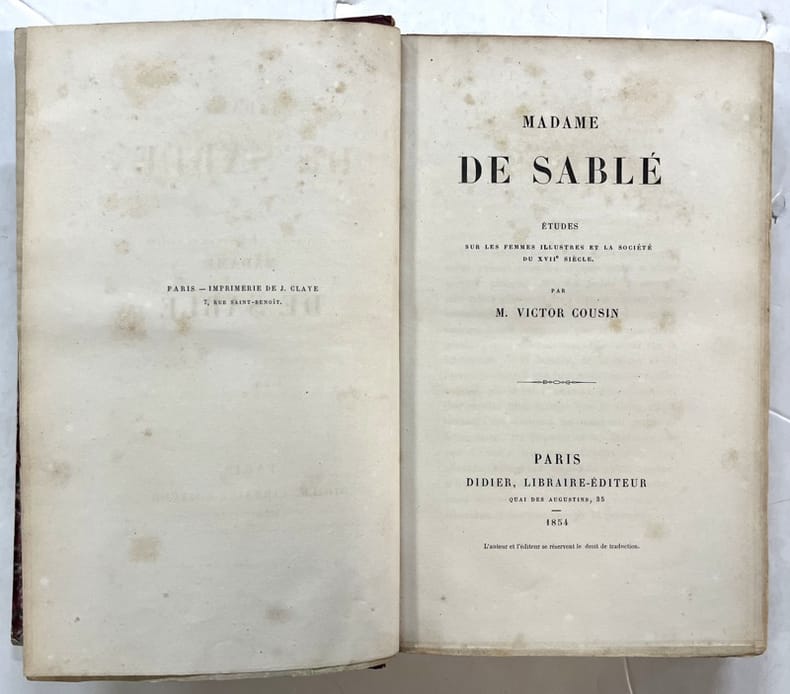 PARIS — IMPRIMERIE DE J. CLAYE
7, RUE SAINT-BENOÎT.
MADAME
DE SABLÉ
ÉTUDES
SUR LES FEMMES ILLUSTRES ET LA SOCIÉTÉ
DU XVIIe SIÈCLE.
PAR
M. VICTOR COUSIN
PARIS
DIDIER, LIBRAIRE-ÉDITEUR
QUAI DES AUGUSTINS, 35
1854
L'auteur et l'éditeur se réservent le droit de traduction.